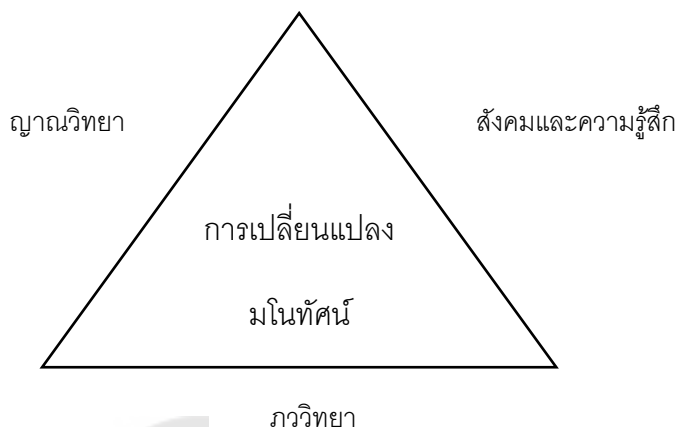 ญาณวิทยา
สังคมและความรู้สึก
การเปลี่ยนแปลง
มโนทัศน์
ภววิทยา